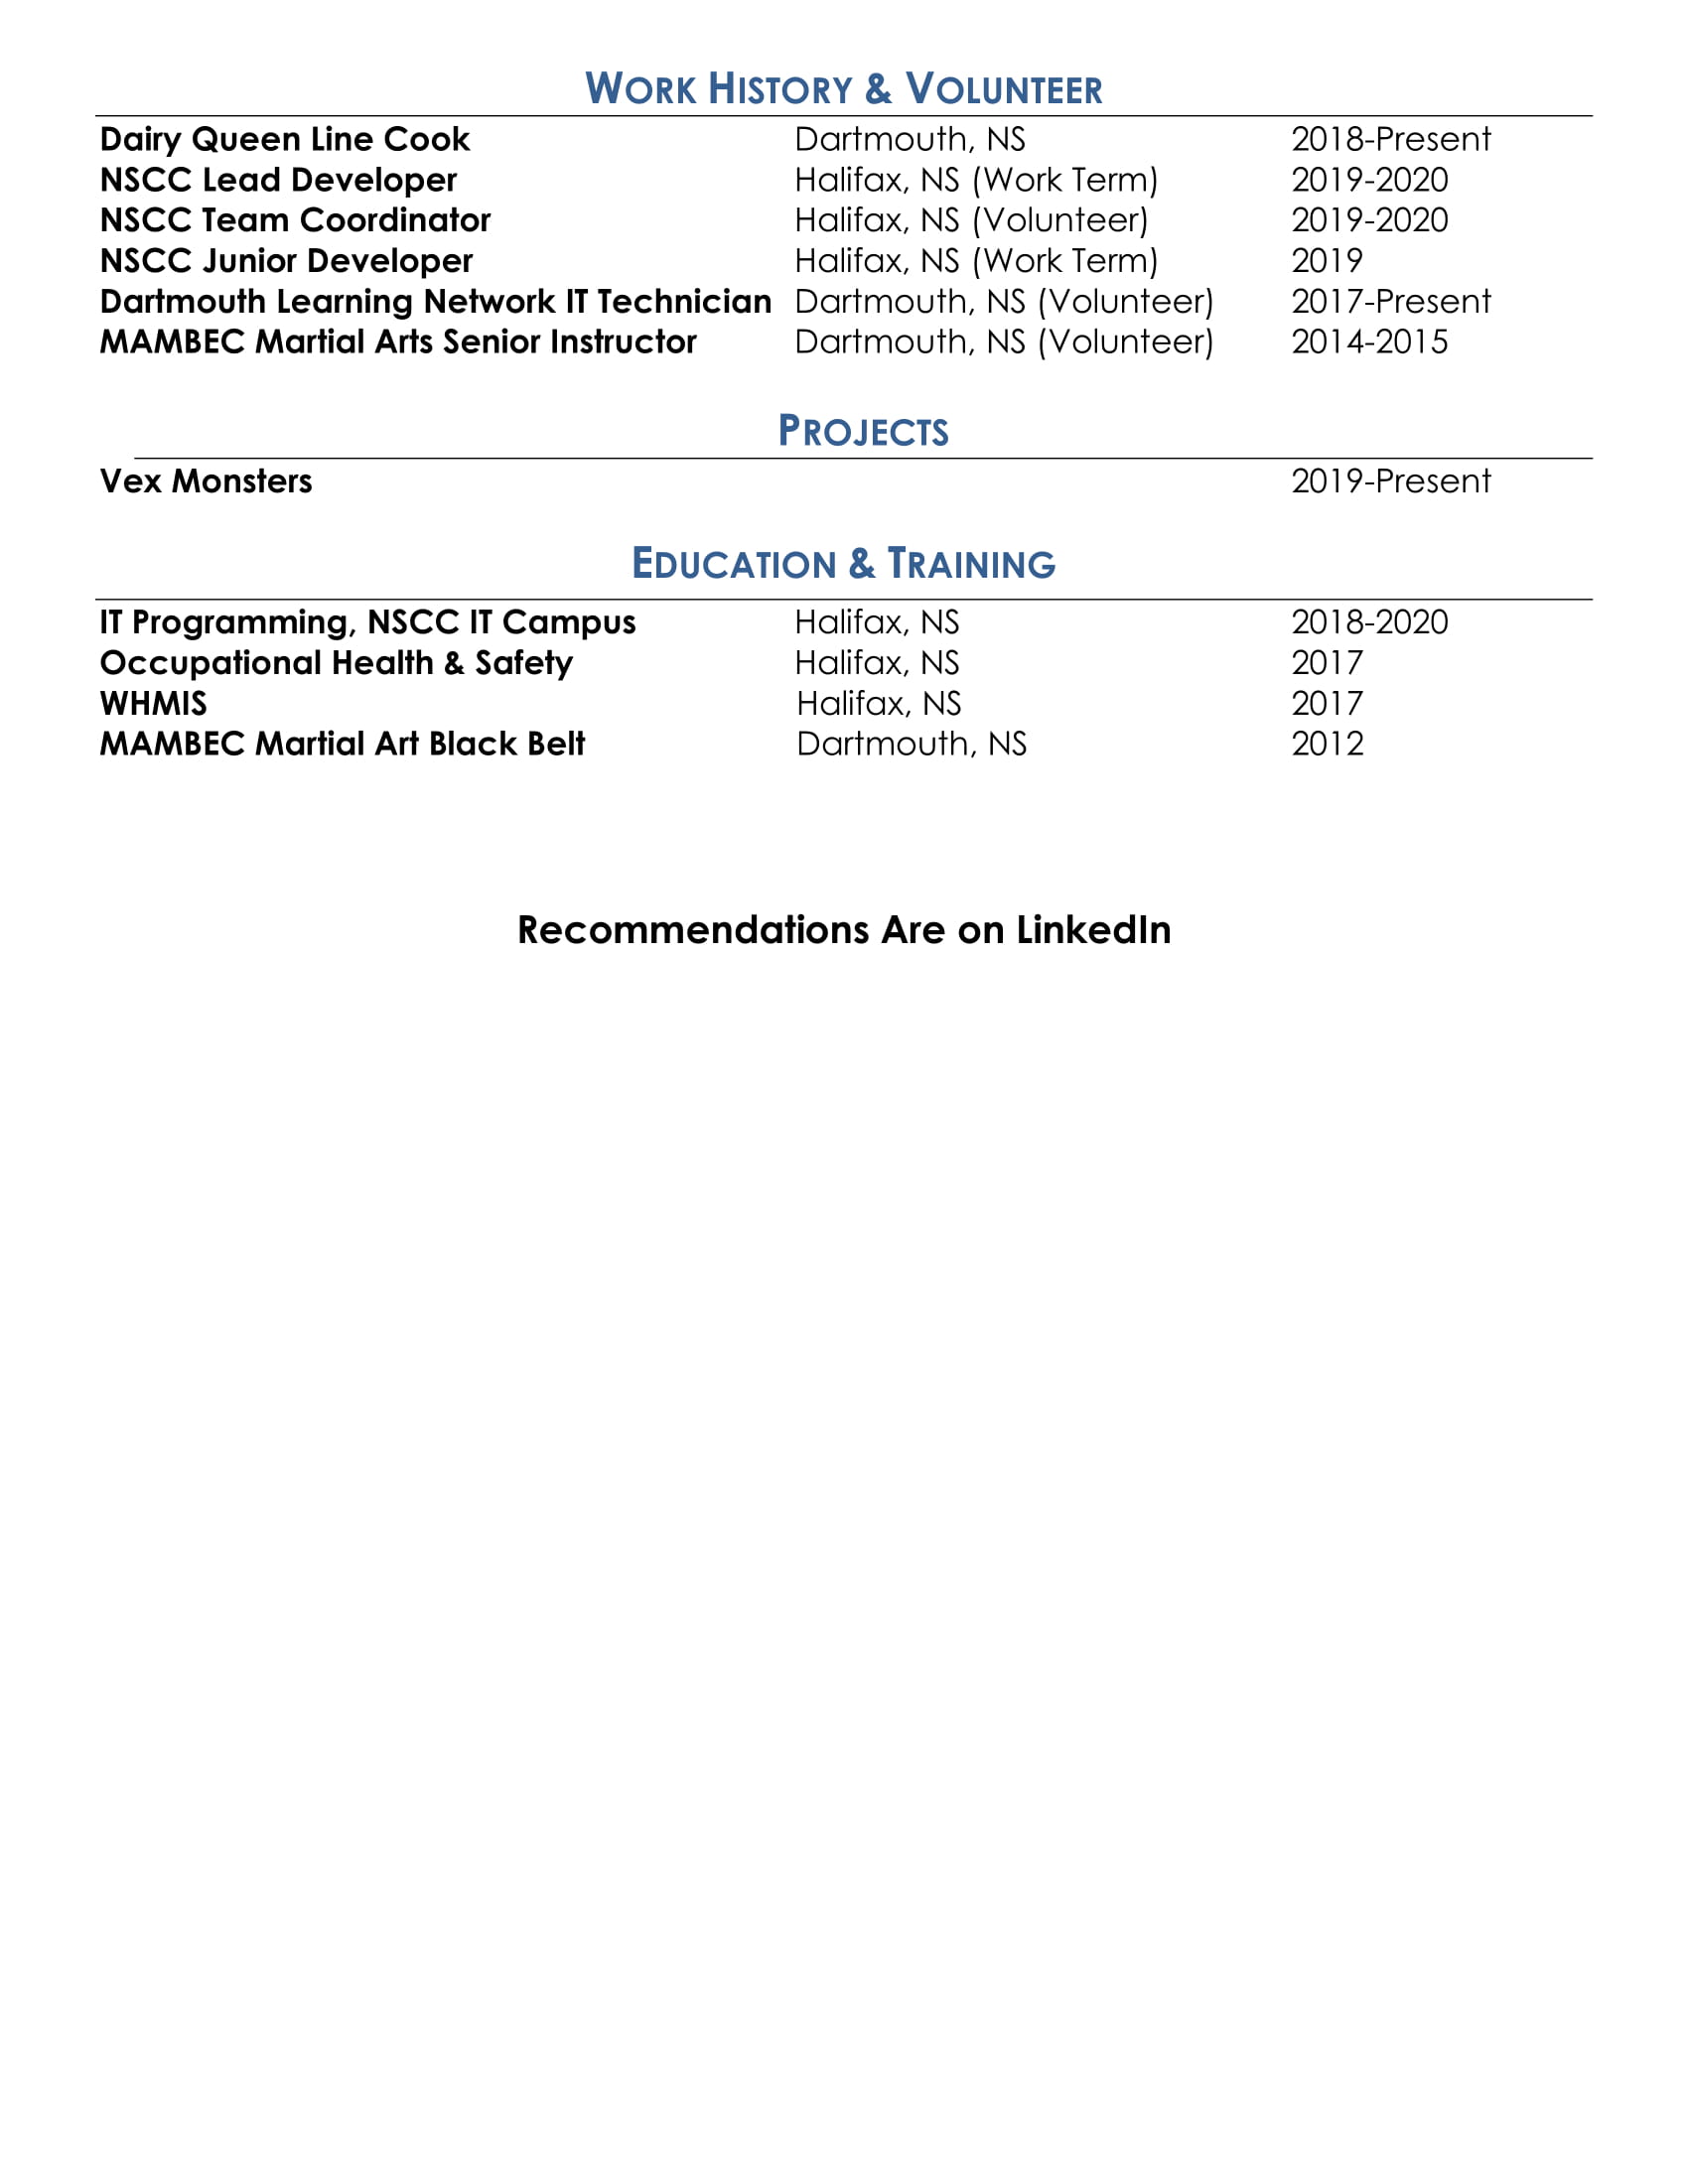 WORK HISTORY & VOLUNTEER
Dairy Queen Line Cook Dartmouth, NS 2018-Present
NSCC Lead Developer Halifax, NS (Work Term) 2019-2020
NSCC Team Coordinator Halifax, NS (Volunteer) 2019-2020
NSCC Junior Developer Halifax, NS (Work Term) 2019
Dartmouth Learning Network IT Technician Dartmouth, NS (Volunteer) 2017-Present
MAMBEC Martial Arts Senior Instructor Dartmouth, NS (Volunteer) 2014-2015
PROJECTS
Vex Monsters 2019-Present
EDUCATION & TRAINING
IT Programming, NSCC IT Campus Halifax, NS 2018-2020
Occupational Health & Safety Halifax, NS 2017
WHMIS Halifax, NS 2017
MAMBEC Martial Art Black Belt Dartmouth, NS 2012
Recommendations Are on LinkedIn